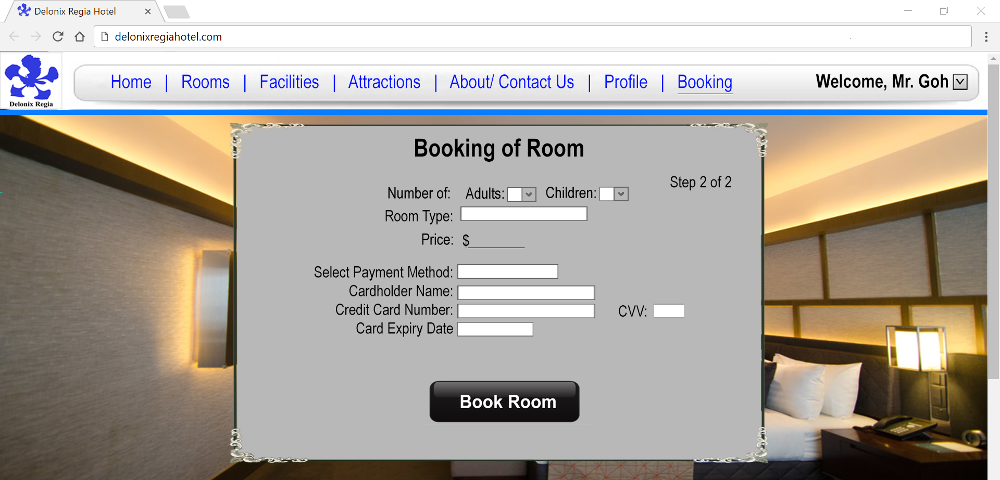 Delonix Regia Hotel
delonixregiahotel.com
Delonix Regia
Home | Rooms | Facilities | Attractions | About/ Contact Us | Profile | Booking
Welcome, Mr. Goh
Booking of Room
Step 2 of 2
Number of: Adults: Children:
Room Type:
Price: $_________
Select Payment Method:
Cardholder Name:
Credit Card Number: CVV:
Card Expiry Date
Book Room